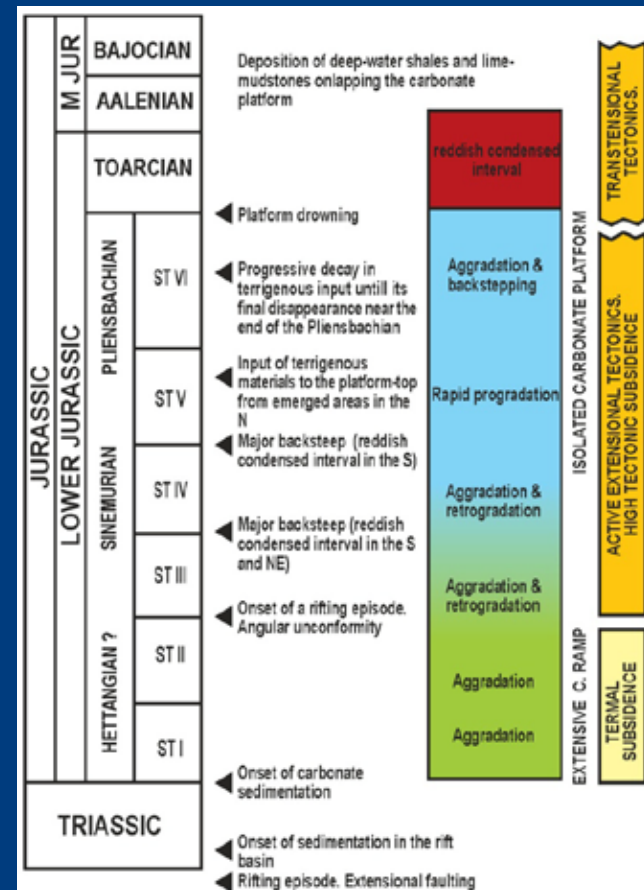 JURASSIC
M JUR
LOWER JURASSIC
BAJOCIAN
AALENIAN
TOARCIAN
PLIENSBACHIAN
SINEMURIAN
HETTANGIAN ?
ST VI
ST V
ST IV
ST III
ST II
ST I
TRIASSIC
Deposition of deep-water shales and lime-
mudstones onlapping the carbonate
platform
Platform drowning
Progressive decay in
terrigenous input untill its
final disappearance near the
end of the Pliensbachian
Input of terrigenous
materials to the platform-top
from emerged areas in the
N
Major backstep (reddish
condensed interval in the S)
Major backstep (reddish
condensed interval in the S
and NE)
Onset of a rifting episode.
Angular unconformity
Onset of carbonate
sedimentation
Onset of sedimentation in the rift
basin
Rifting episode. Extensional faulting
reddish condensed
interval
Aggradation &
backstepping
Rapid progradation
Aggradation &
retrogradation
Aggradation &
retrogradation
Aggradation
Aggradation
ISOLATED CARBONATE PLATFORM
EXTENSIVE C. RAMP
TRANSTENSIONAL
TECTONICS.
ACTIVE EXTENSIONAL TECTONICS.
HIGH TECTONIC SUBSIDENCE
TERMAL
SUBSIDENCE